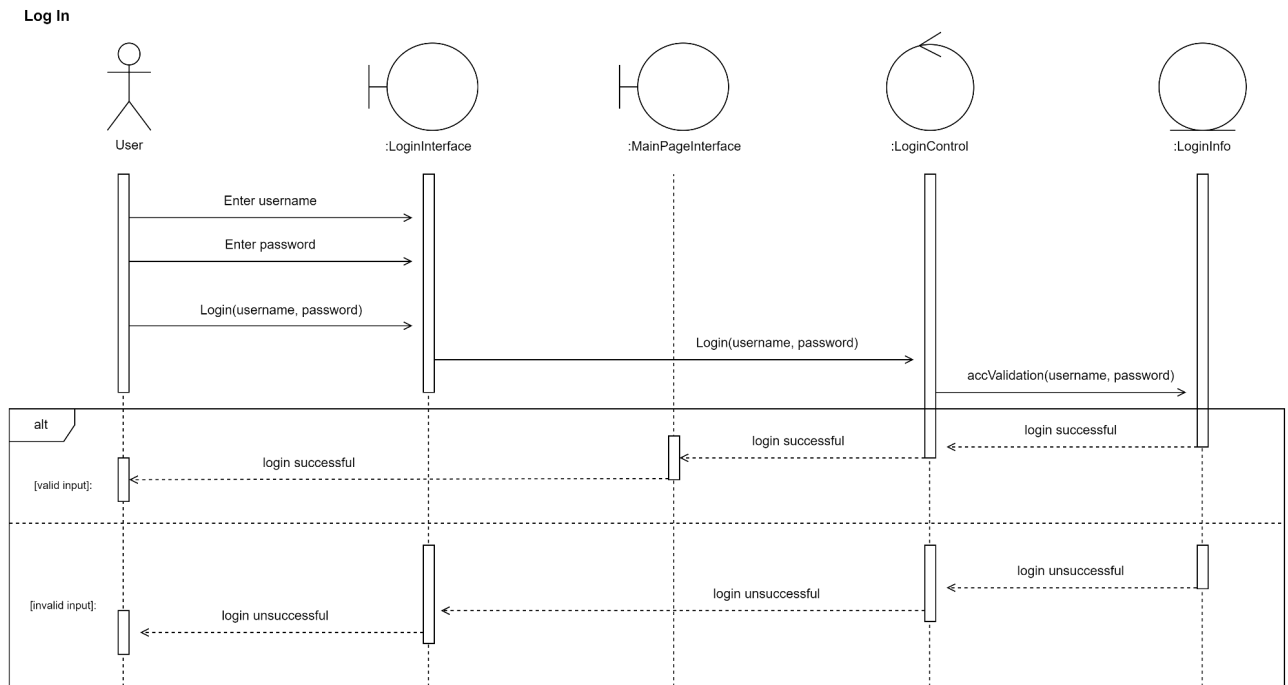 Log In
User
:LoginInterface
:MainPageInterface
:LoginControl
:LoginInfo
Enter username
Enter password
Login(username, password)
Login(username, password)
accValidation(username, password)
alt
login successful
login successful
login successful
[valid input]:
login unsuccessful
login unsuccessful
[invalid input]:
login unsuccessful